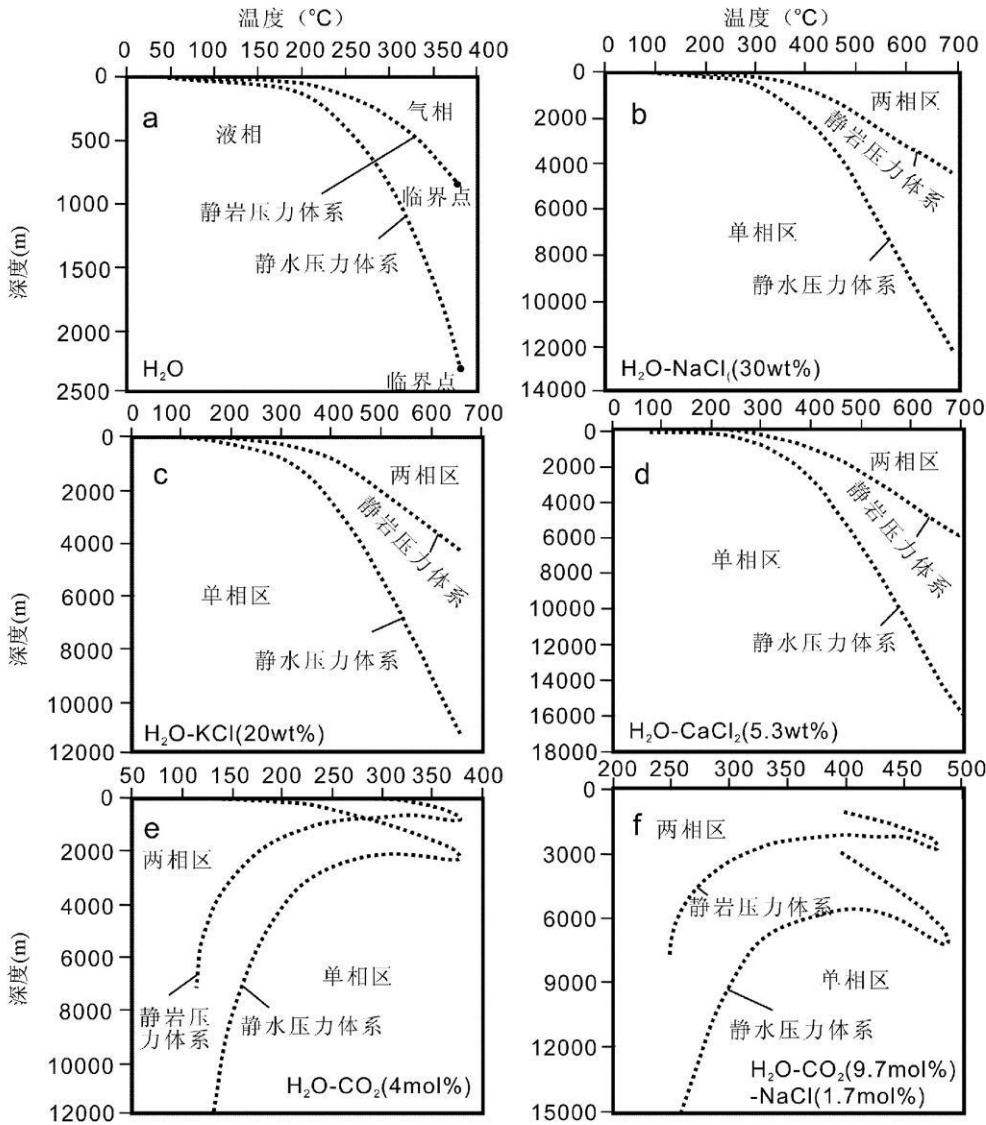 温度（°C）
温度（°C）
0 50 100 150 200 250 300 350 380 400
0 100 200 300 400 500 600 700
深度(m)
0
500
1000
1500
2000
2500
a
液相
气相
临界点
静岩压力体系
静水压力体系
临界点
H₂O
0
2000
4000
6000
8000
10000
12000
14000
b
两相区
静岩压力体系
单相区
静水压力体系
H₂O-NaCl(30wt%)
0 100 200 300 400 500 600 700
0 100 200 300 400 500 600 700
深度(m)
0
2000
4000
6000
8000
10000
12000
c
两相区
静岩压力体系
单相区
静水压力体系
H₂O-KCl(20wt%)
0
2000
4000
6000
8000
10000
12000
14000
16000
18000
d
两相区
静岩压力体系
单相区
静水压力体系
H₂O-CaCl₂(5.3wt%)
50 100 150 200 250 300 350 400
200 250 300 400 450 500
深度(m)
0
2000
4000
6000
8000
10000
12000
e
两相区
单相区
静岩压
力体系
静水压力体系
H₂O-CO₂(4mol%)
0
3000
6000
9000
12000
15000
f
两相区
静岩压力体系
单相区
静水压力体系
H₂O-CO₂(9.7mol%)
-NaCl(1.7mol%)